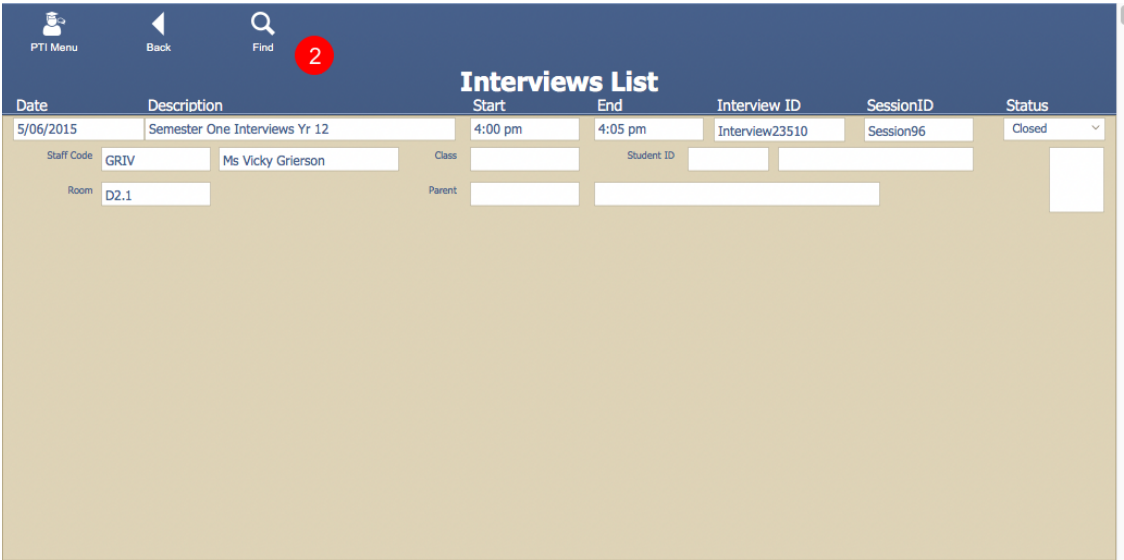 PTI Menu Back Find 2
Interviews List
Date Description Start End Interview ID SessionID Status
5/06/2015 Semester One Interviews Yr 12 4:00 pm 4:05 pm Interview23510 Session96 Closed
Staff Code GRIV Ms Vicky Grierson Class Student ID
Room D2.1 Parent